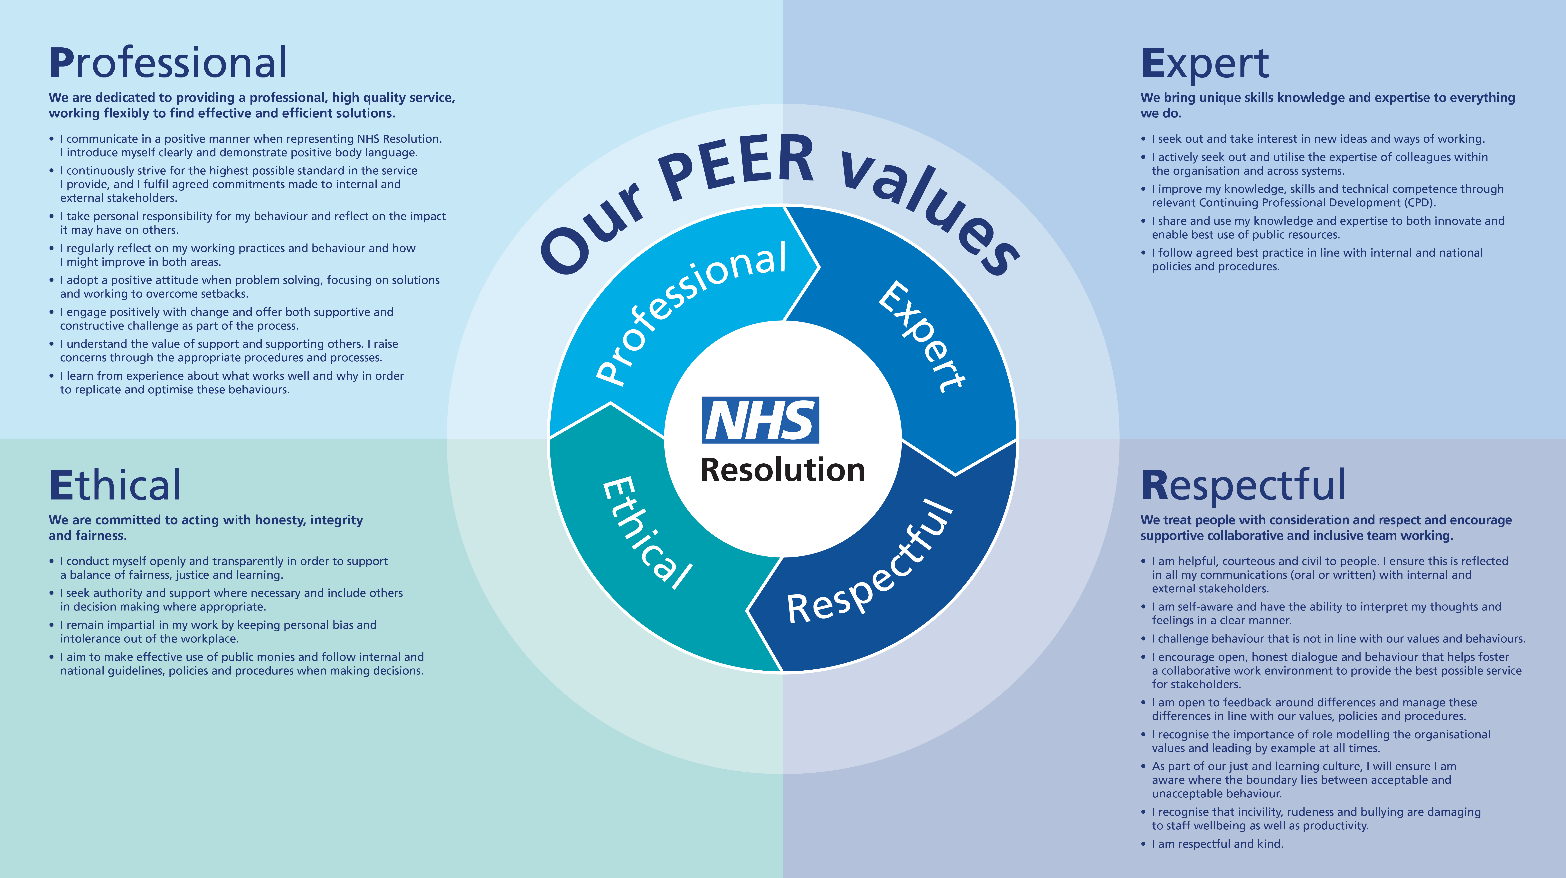 Professional
We are dedicated to providing a professional, high quality service,
working flexibly to find effective and efficient solutions.
• I communicate in a positive manner when representing NHS Resolution.
I introduce myself clearly and demonstrate positive body language.
• I continuously strive for the highest possible standard in the service
I provide, and I fulfil agreed commitments made to internal and
external stakeholders.
• I take personal responsibility for my behaviour and reflect on the impact
it may have on others.
• I regularly reflect on my working practices and behaviour and how
I might improve in both areas.
• I adopt a positive attitude when problem solving, focusing on solutions
and working to overcome setbacks.
• I engage positively with change and offer both supportive and
constructive challenge as part of the process.
• I understand the value of support and supporting others. I raise
concerns through the appropriate procedures and processes.
• I learn from experience about what works well and why in order
to replicate and optimise these behaviours.
Expert
We bring unique skills knowledge and expertise to everything
we do.
• I seek out and take interest in new ideas and ways of working.
• I actively seek out and utilise the expertise of colleagues within
the organisation and across systems.
• I improve my knowledge, skills and technical competence through
relevant Continuing Professional Development (CPD).
• I share and use my knowledge and expertise to both innovate and
enable best use of public resources.
• I follow agreed best practice in line with internal and national
policies and procedures.
Our PEER values
Professional
Expert
Ethical
Respectful
NHS
Resolution
Ethical
We are committed to acting with honesty, integrity
and fairness.
• I conduct myself openly and transparently in order to support
a balance of fairness, justice and learning.
• I seek authority and support where necessary and include others
in decision making where appropriate.
• I remain impartial in my work by keeping personal bias and
intolerance out of the workplace.
• I aim to make effective use of public monies and follow internal and
national guidelines, policies and procedures when making decisions.
Respectful
We treat people with consideration and respect and encourage
supportive collaborative and inclusive team working.
• I am helpful, courteous and civil to people. I ensure this is reflected
in all my communications (oral or written) with internal and
external stakeholders.
• I am self-aware and have the ability to interpret my thoughts and
feelings in a clear manner.
• I challenge behaviour that is not in line with our values and behaviours.
• I encourage open, honest dialogue and behaviour that helps foster
a collaborative work environment to provide the best possible service
for stakeholders.
• I am open to feedback around differences and manage these
differences in line with our values, policies and procedures.
• I recognise the importance of role modelling the organisational
values and leading by example at all times.
• As part of our just and learning culture, I will ensure I am
aware where the boundary lies between acceptable and
unacceptable behaviour.
• I recognise that incivility, rudeness and bullying are damaging
to staff wellbeing as well as productivity.
• I am respectful and kind.